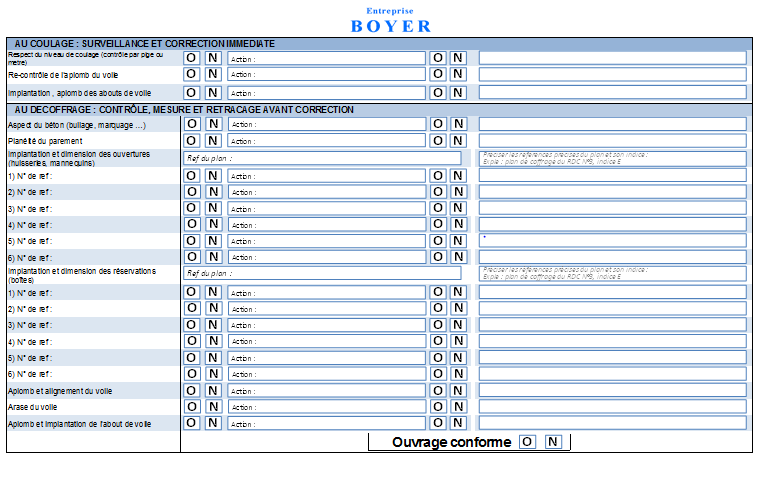 Entreprise
BOYER
AU COULAGE : SURVEILLANCE ET CORRECTION IMMEDIATE
Respect du niveau de coulage (contrôle par pige ou mètre) O N Action : O N
Re-contrôle de l'aplomb du voile O N Action : O N
Implantation , aplomb des abouts de voile O N Action : O N
AU DECOFFRAGE : CONTRÔLE, MESURE ET RETRACAGE AVANT CORRECTION
Aspect du béton (bullage, marquage ...) O N Action : O N
Planéité du parement O N Action : O N
Implantation et dimension des ouvertures (huisseries, mannequins) Ref du plan : Préciser les références précises du plan et son indice :
Exple : plan de coffrage du RDC N°3, indice E
1) N° de ref : O N Action : O N
2) N° de ref : O N Action : O N
3) N° de ref : O N Action : O N
4) N° de ref : O N Action : O N
5) N° de ref : O N Action : O N
6) N° de ref : O N Action : O N
Implantation et dimension des réservations (boîtes) Ref du plan : Préciser les références précises du plan et son indice :
Exple : plan de coffrage du RDC N°3, indice E
1) N° de ref : O N Action : O N
2) N° de ref : O N Action : O N
3) N° de ref : O N Action : O N
4) N° de ref : O N Action : O N
5) N° de ref : O N Action : O N
6) N° de ref : O N Action : O N
Aplomb et alignement du voile O N Action : O N
Arase du voile O N Action : O N
Aplomb et implantation de l'about de voile O N Action : O N
Ouvrage conforme O N